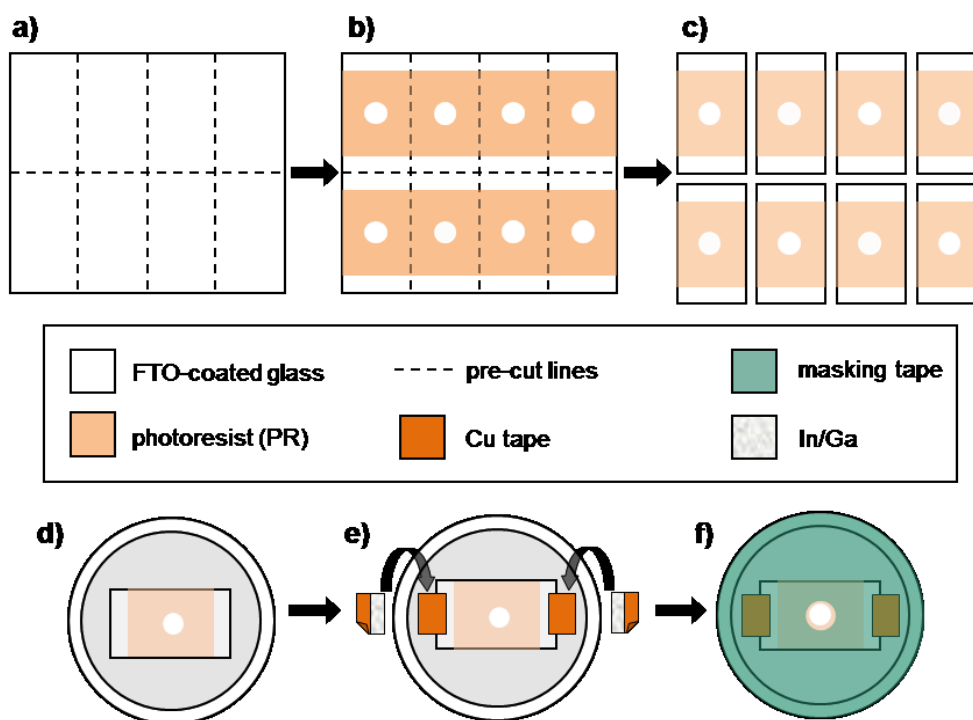 a)
b)
c)
FTO-coated glass
pre-cut lines
masking tape
photoresist (PR)
Cu tape
In/Ga
d)
e)
f)